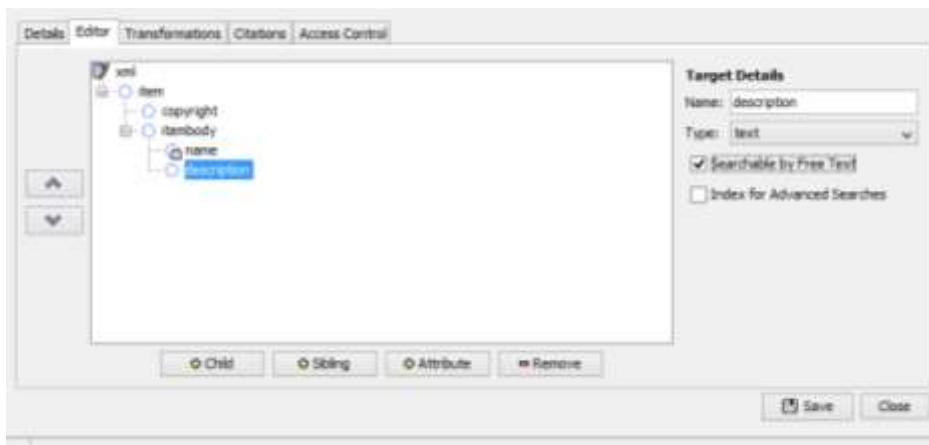 Details Editor Transformations Citations Access Control
xml
item
copyright
itembody
name
description
Target Details
Name: description
Type: text
Searchable by Free Text
Index for Advanced Searches
Child Sibling Attribute Remove
Save Close